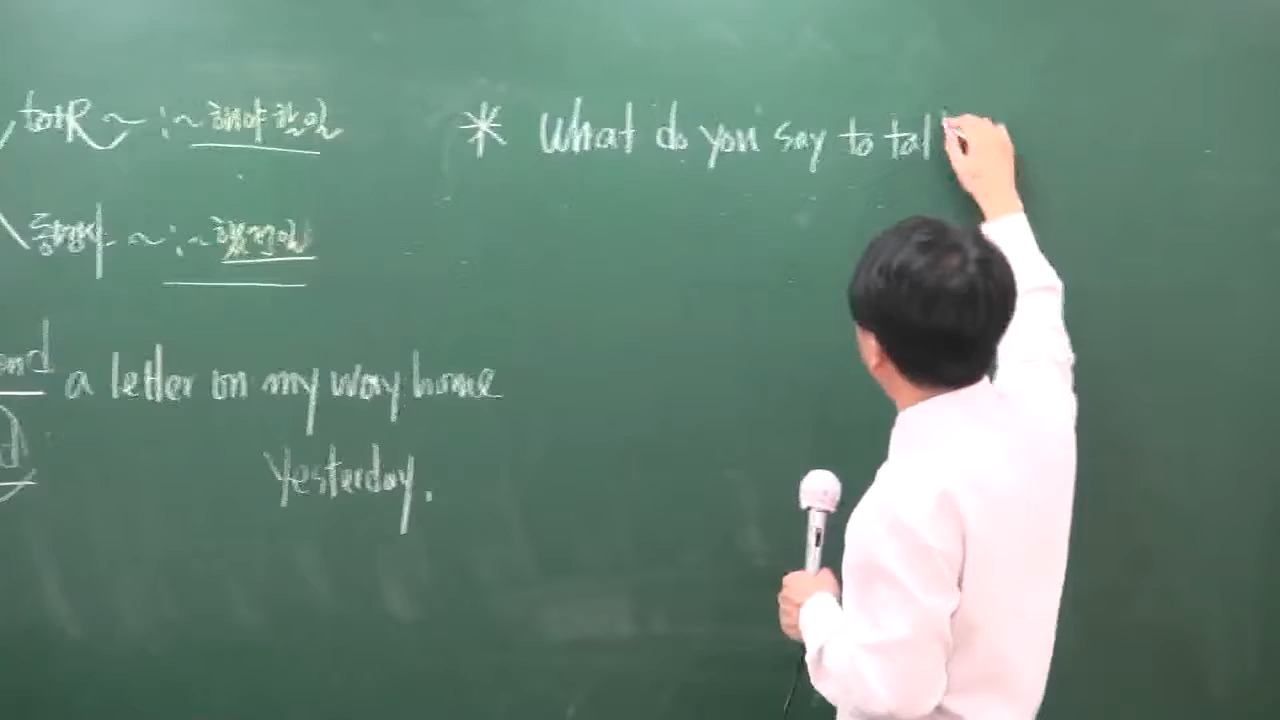 to+R ~ : ~ 해야 할 일
동명사 ~ : ~ 했던 일
a letter on my way home
yesterday.
* What do you say to tal